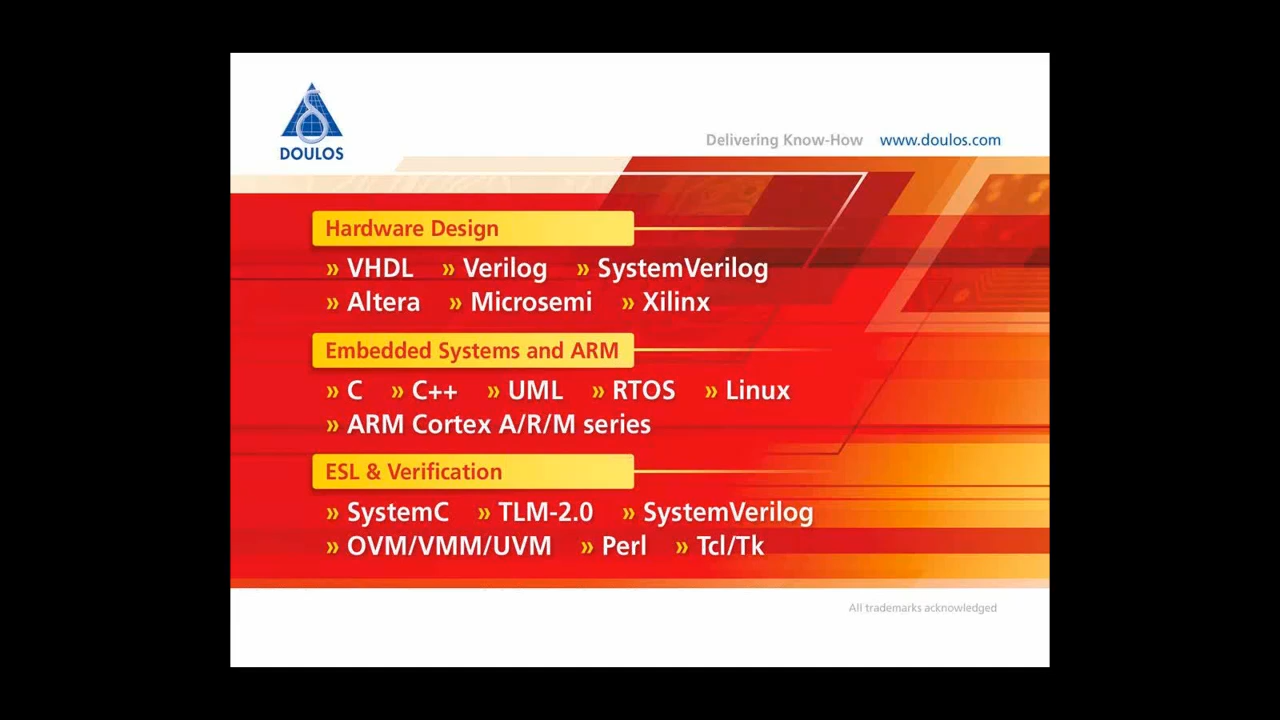 DOULOS
Delivering Know-How www.doulos.com
Hardware Design
» VHDL » Verilog » SystemVerilog
» Altera » Microsemi » Xilinx
Embedded Systems and ARM
» C » C++ » UML » RTOS » Linux
» ARM Cortex A/R/M series
ESL & Verification
» SystemC » TLM-2.0 » SystemVerilog
» OVM/VMM/UVM » Perl » Tcl/Tk
All trademarks acknowledged